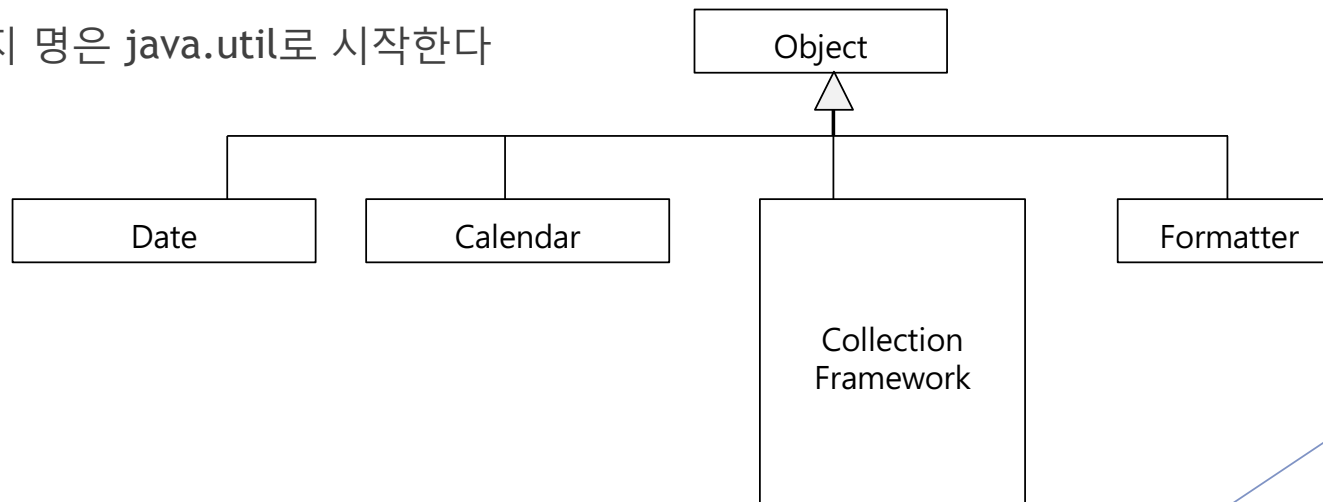 지 명은 java.util로 시작한다
Object
Date
Calendar
Formatter
Collection
Framework